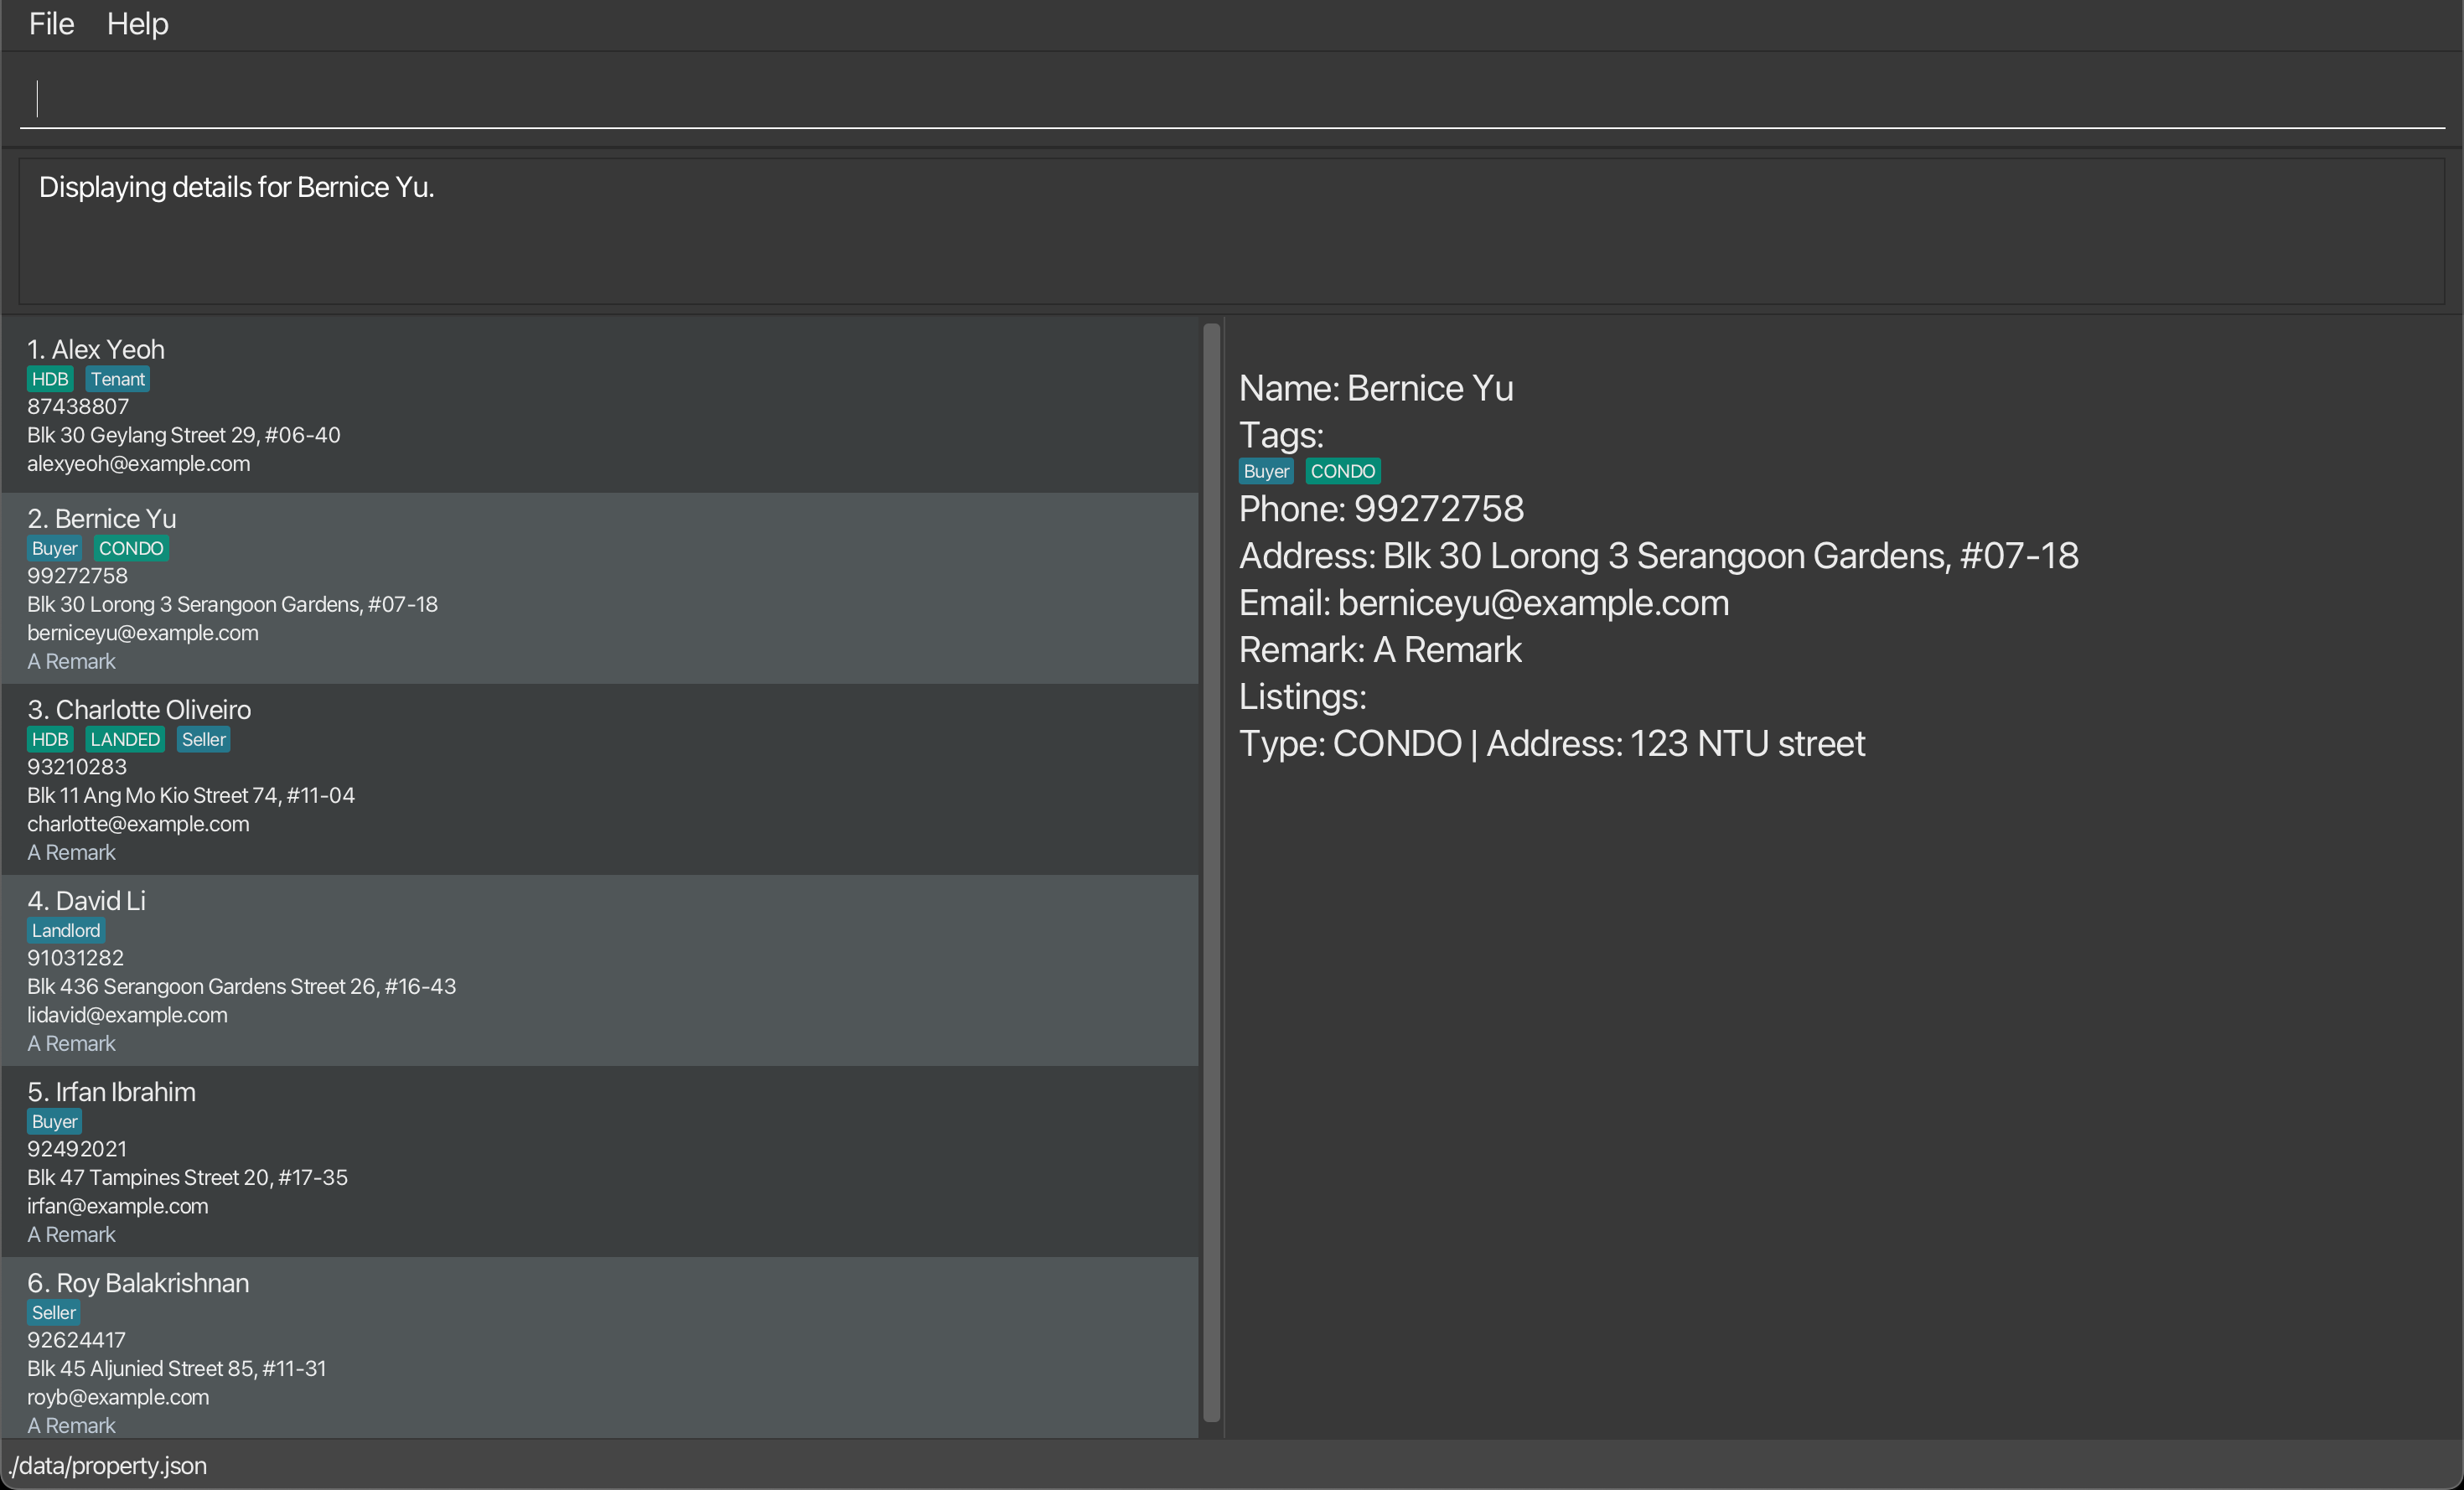 File Help
Displaying details for Bernice Yu.
1. Alex Yeoh
HDB Tenant
87438807
Blk 30 Geylang Street 29, #06-40
alexyeoh@example.com
2. Bernice Yu
Buyer CONDO
99272758
Blk 30 Lorong 3 Serangoon Gardens, #07-18
berniceyu@example.com
A Remark
3. Charlotte Oliveiro
HDB LANDED Seller
93210283
Blk 11 Ang Mo Kio Street 74, #11-04
charlotte@example.com
A Remark
4. David Li
Landlord
91031282
Blk 436 Serangoon Gardens Street 26, #16-43
lidavid@example.com
A Remark
5. Irfan Ibrahim
Buyer
92492021
Blk 47 Tampines Street 20, #17-35
irfan@example.com
A Remark
6. Roy Balakrishnan
Seller
92624417
Blk 45 Aljunied Street 85, #11-31
royb@example.com
A Remark
Name: Bernice Yu
Tags:
Buyer CONDO
Phone: 99272758
Address: Blk 30 Lorong 3 Serangoon Gardens, #07-18
Email: berniceyu@example.com
Remark: A Remark
Listings:
Type: CONDO | Address: 123 NTU street
./data/property.json